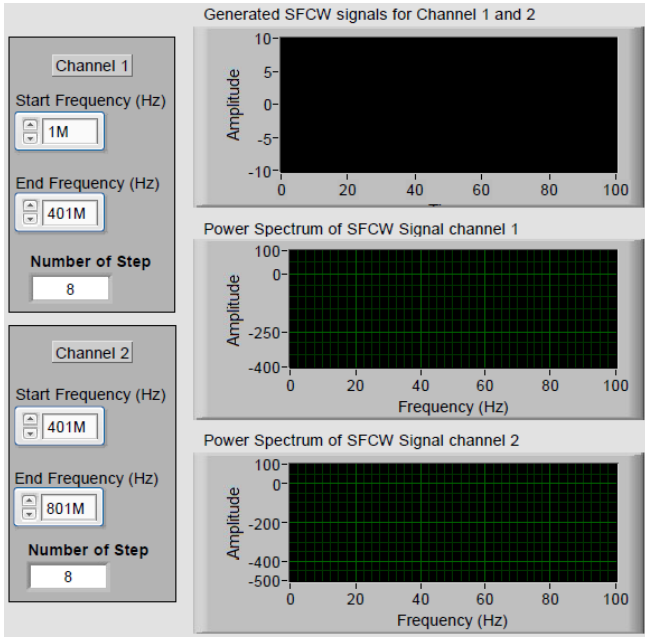 Generated SFCW signals for Channel 1 and 2
Channel 1
Start Frequency (Hz)
1M
End Frequency (Hz)
401M
Number of Step
8
Amplitude
10
5
0
-5
-10
0 20 40 60 80 100
Power Spectrum of SFCW Signal channel 1
Amplitude
100
0
-250
-400
0 20 40 60 80 100
Frequency (Hz)
Channel 2
Start Frequency (Hz)
401M
End Frequency (Hz)
801M
Number of Step
8
Power Spectrum of SFCW Signal channel 2
Amplitude
100
0
-200
-400
-500
0 20 40 60 80 100
Frequency (Hz)